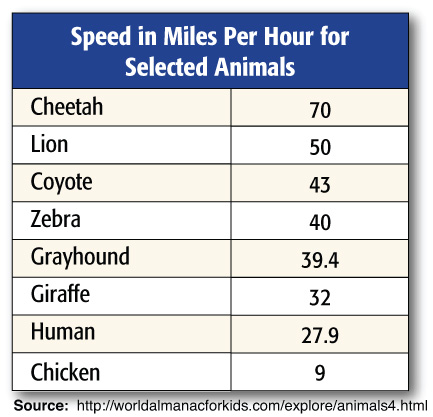 Speed in Miles Per Hour for
Selected Animals
Cheetah 70
Lion 50
Coyote 43
Zebra 40
Grayhound 39.4
Giraffe 32
Human 27.9
Chicken 9
Source: http://worldalmanacforkids.com/explore/animals4.html